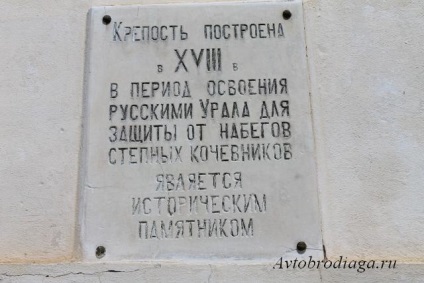 Крепость построена
в XVIII в
в период освоения
русскими Урала для
защиты от набегов
степных кочевников
является
историческим
памятником
Avtobrodiaga.ru